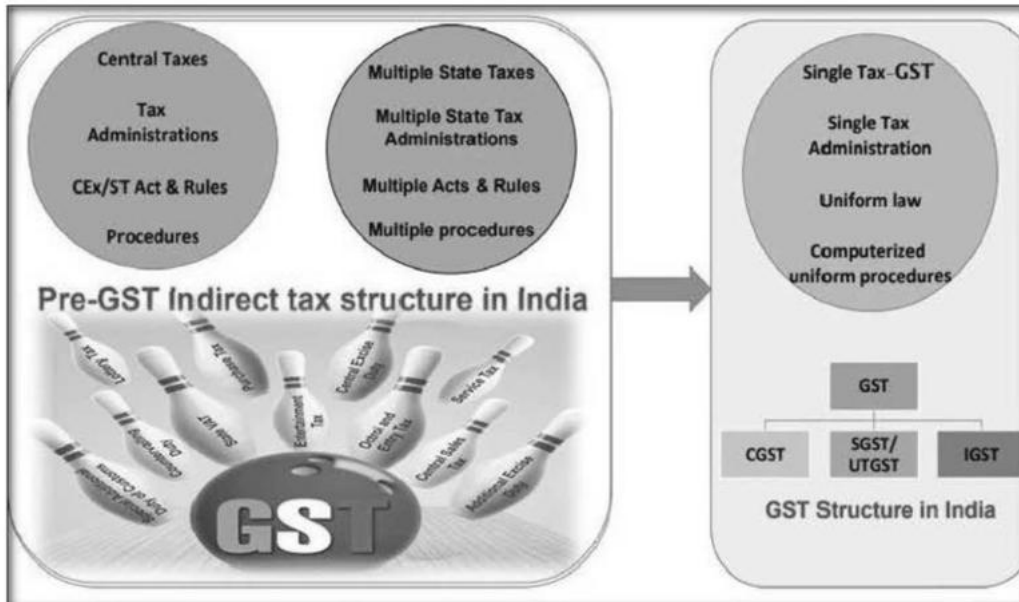 Central Taxes
Tax
Administrations
CEx/ST Act & Rules
Procedures
Multiple State Taxes
Multiple State Tax
Administrations
Multiple Acts & Rules
Multiple procedures
Pre-GST Indirect tax structure in India
Lottery Tax
Purchase Tax
Central Excise
Duty
Service Tax
Special Additional
Duty of Customs
Countervailing
Duty
State VAT
Entertainment
Tax
Octroi and
Entry Tax
Central Sales
Tax
Additional Excise
Duty
GST
Single Tax-GST
Single Tax
Administration
Uniform law
Computerized
uniform procedures
GST
CGST
SGST/
UTGST
IGST
GST Structure in India